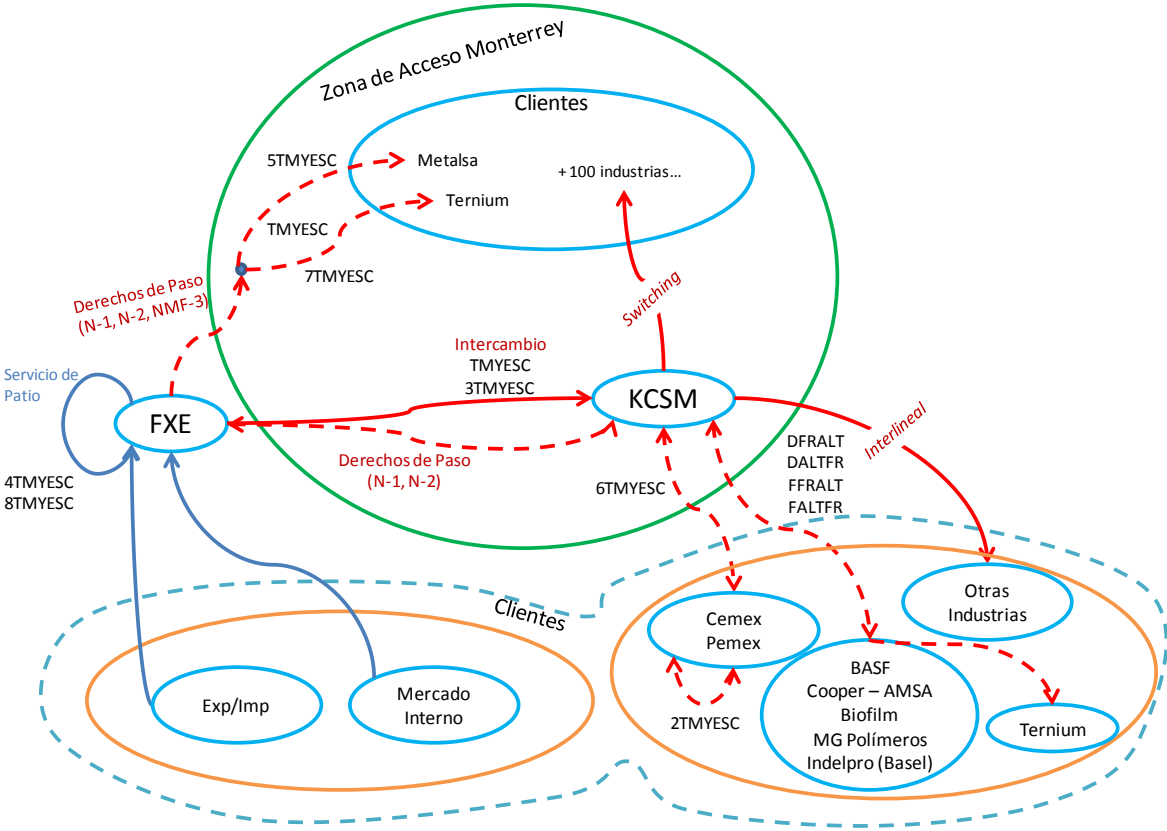 Zona de Acceso Monterrey
Clientes
5TMYESC
Metalsa
+100 industrias…
Ternium
TMYESC
7TMYESC
Derechos de Paso
(N-1, N-2, NMF-3)
Switching
Servicio de
Patio
Intercambio
TMYESC
3TMYESC
FXE
KCSM
Derechos de Paso
(N-1, N-2)
4TMYESC
8TMYESC
6TMYESC
DFRALT
DALTFR
FFRALT
FALTFR
Interlineal
Clientes
Exp/Imp
Mercado
Interno
Cemex
Pemex
2TMYESC
Otras
Industrias
BASF
Cooper – AMSA
Biofilm
MG Polímeros
Indelpro (Basel)
Ternium